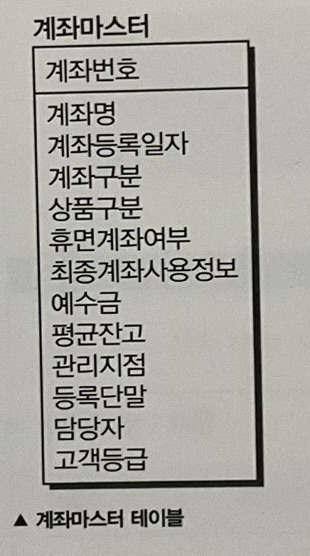 계좌마스터
계좌번호
계좌명
계좌등록일자
계좌구분
상품구분
휴면계좌여부
최종계좌사용정보
예수금
평균잔고
관리지점
등록단말
담당자
고객등급
▲ 계좌마스터 테이블